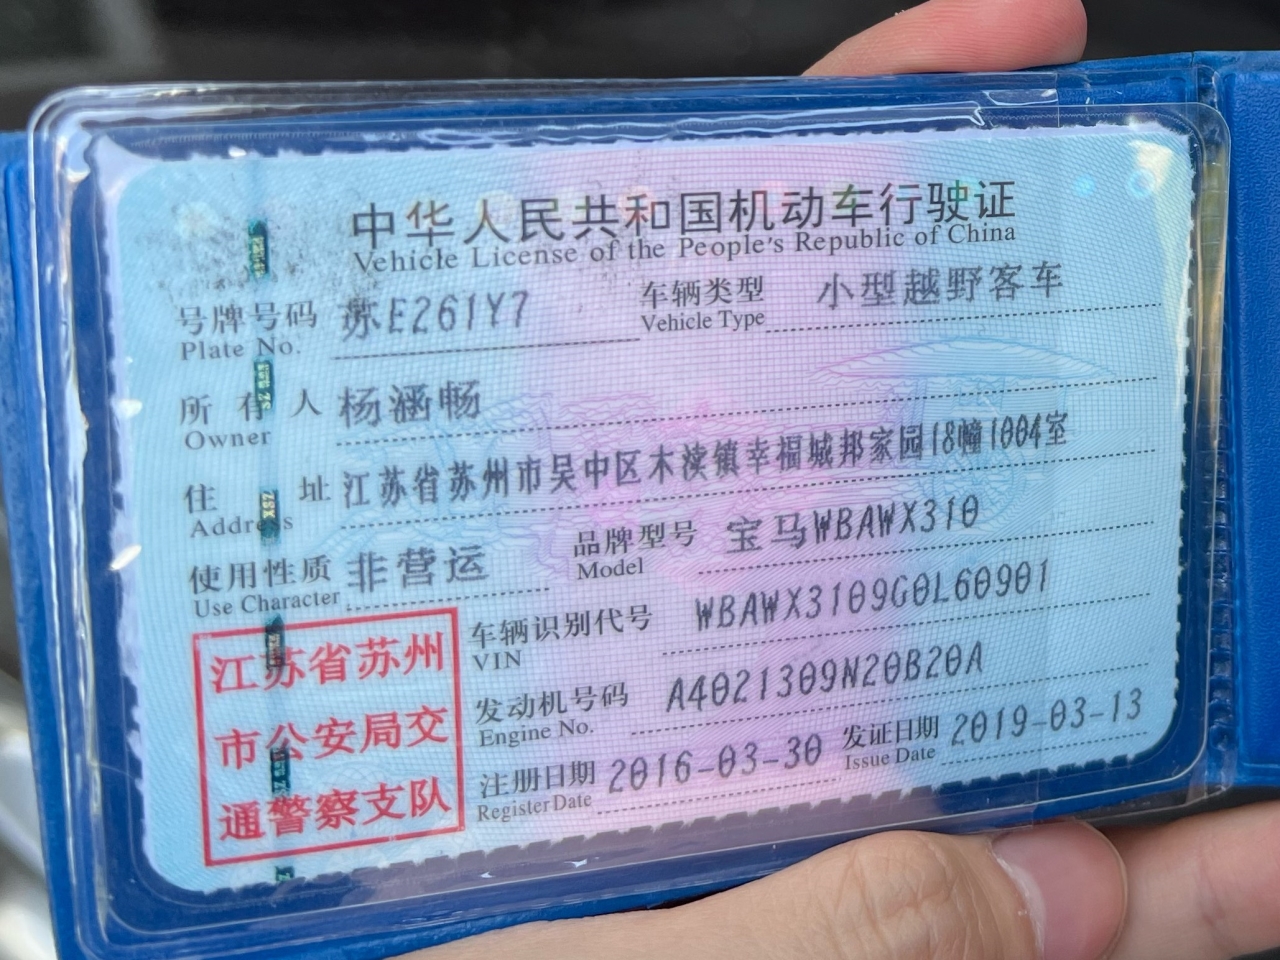 中华人民共和国机动车行驶证
Vehicle License of the People's Republic of China
号牌号码 苏E261Y7 车辆类型 小型越野客车
Plate No. Vehicle Type
所有人 杨涵畅
Owner
住址 江苏省苏州市吴中区木渎镇幸福城邦家园18幢1004室
Address
使用性质 非营运 品牌型号 宝马WBAWX310
Use Character Model
车辆识别代号 WBAWX3109G0L60901
VIN
发动机号码 A4021309N20B20A
Engine No.
注册日期 2016-03-30 发证日期 2019-03-13
Register Date Issue Date
江苏省苏州
市公安局交
通警察支队